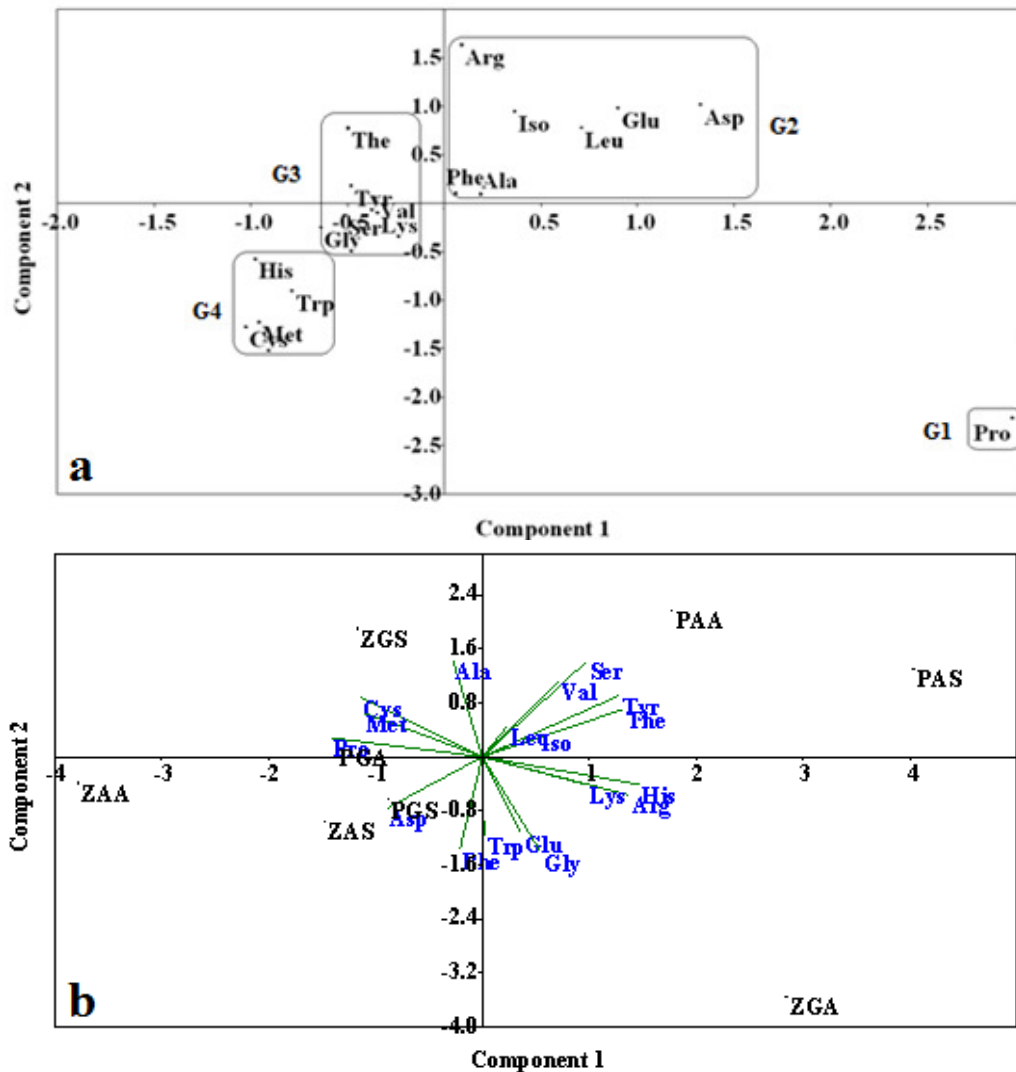 1.5
Arg
1.0
Iso
Glu
Asp
G2
The
Leu
0.5
G3
Phe
Ala
Tyr
Val
-2.0
-1.5
-1.0
-0.5
Ser
Lys
0.5
1.0
1.5
2.0
2.5
Gly
-0.5
His
G4
Trp
-1.0
Met
Cys
-1.5
-2.0
G1
Pro
-2.5
a
-3.0
Component 2
Component 1
2.4
PAA
ZGS
1.6
Ala
Ser
PAS
Val
0.8
Cys
Tyr
Met
The
Leu
Iso
Pro
PGA
-4
-3
-2
-1
1
2
3
4
ZAA
Lys
His
-0.8
PGS
Arg
Asp
ZAS
Trp
Glu
-1.6
Phe
Gly
-2.4
-3.2
b
ZGA
-4.0
Component 2
Component 1